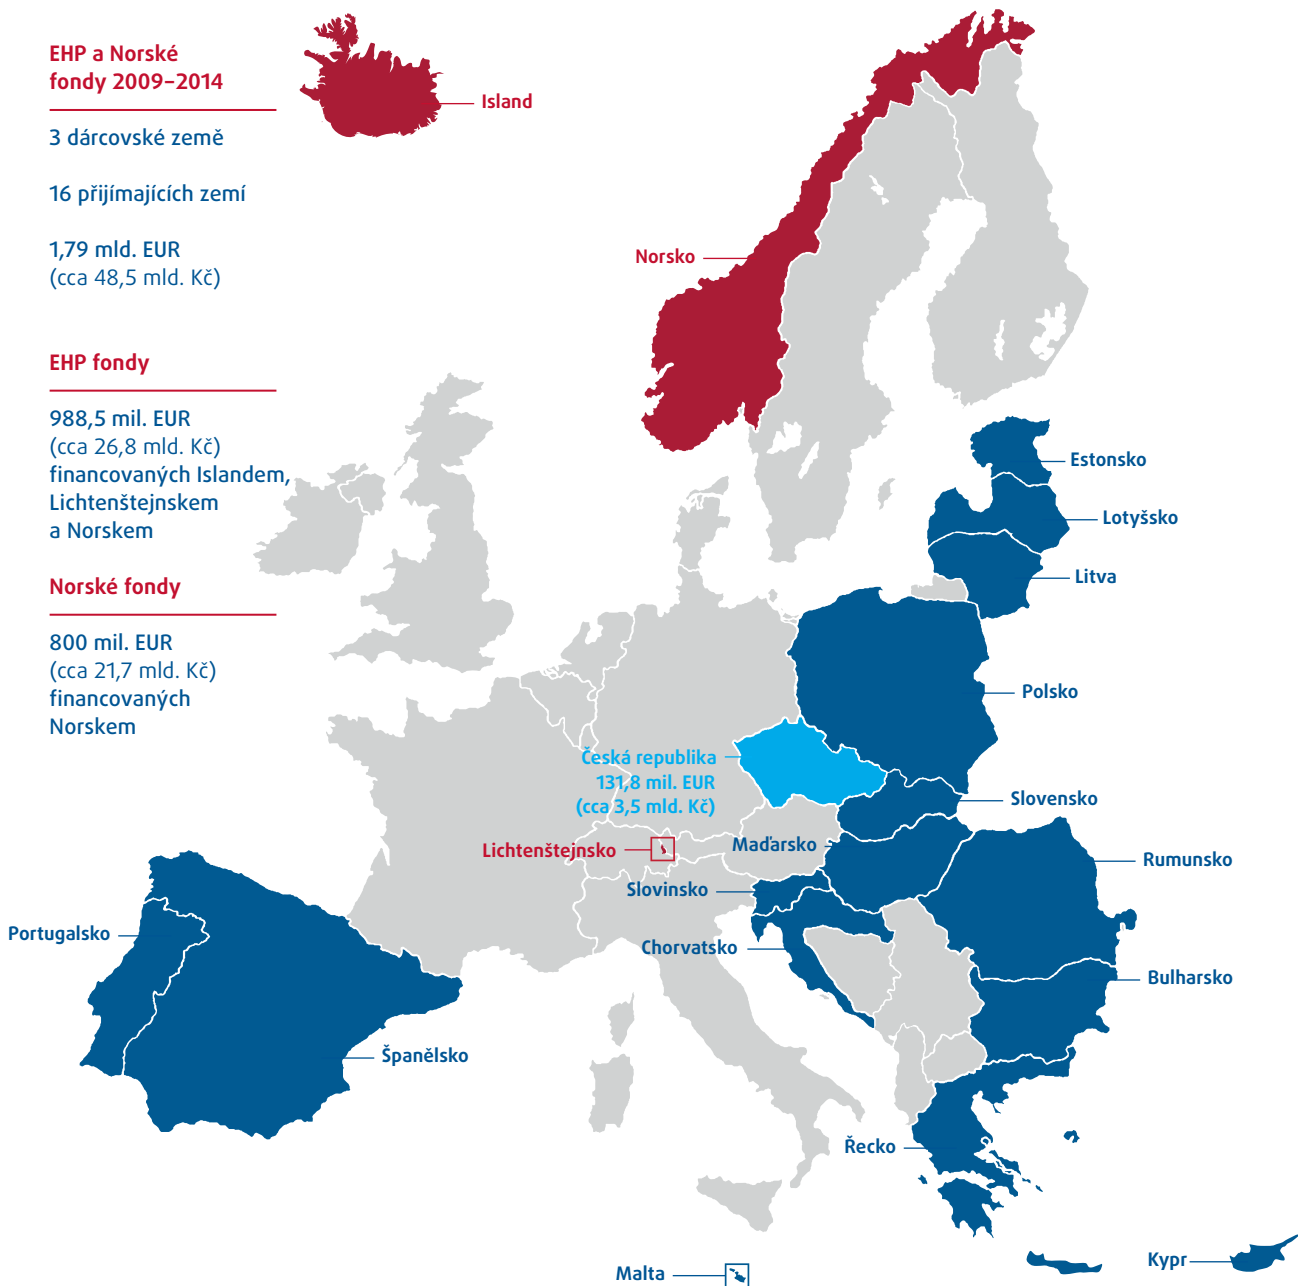 EHP a Norské
fondy 2009–2014
3 dárcovské země
16 přijímajících zemí
1,79 mld. EUR
(cca 48,5 mld. Kč)
EHP fondy
988,5 mil. EUR
(cca 26,8 mld. Kč)
financovaných Islandem,
Lichtenštejnskem
a Norskem
Norské fondy
800 mil. EUR
(cca 21,7 mld. Kč)
financovaných
Norskem
Island
Norsko
Estonsko
Lotyšsko
Litva
Polsko
Česká republika
131,8 mil. EUR
(cca 3,5 mld. Kč)
Slovensko
Lichtenštejnsko
Maďarsko
Rumunsko
Slovinsko
Portugalsko
Chorvatsko
Bulharsko
Španělsko
Řecko
Kypr
Malta